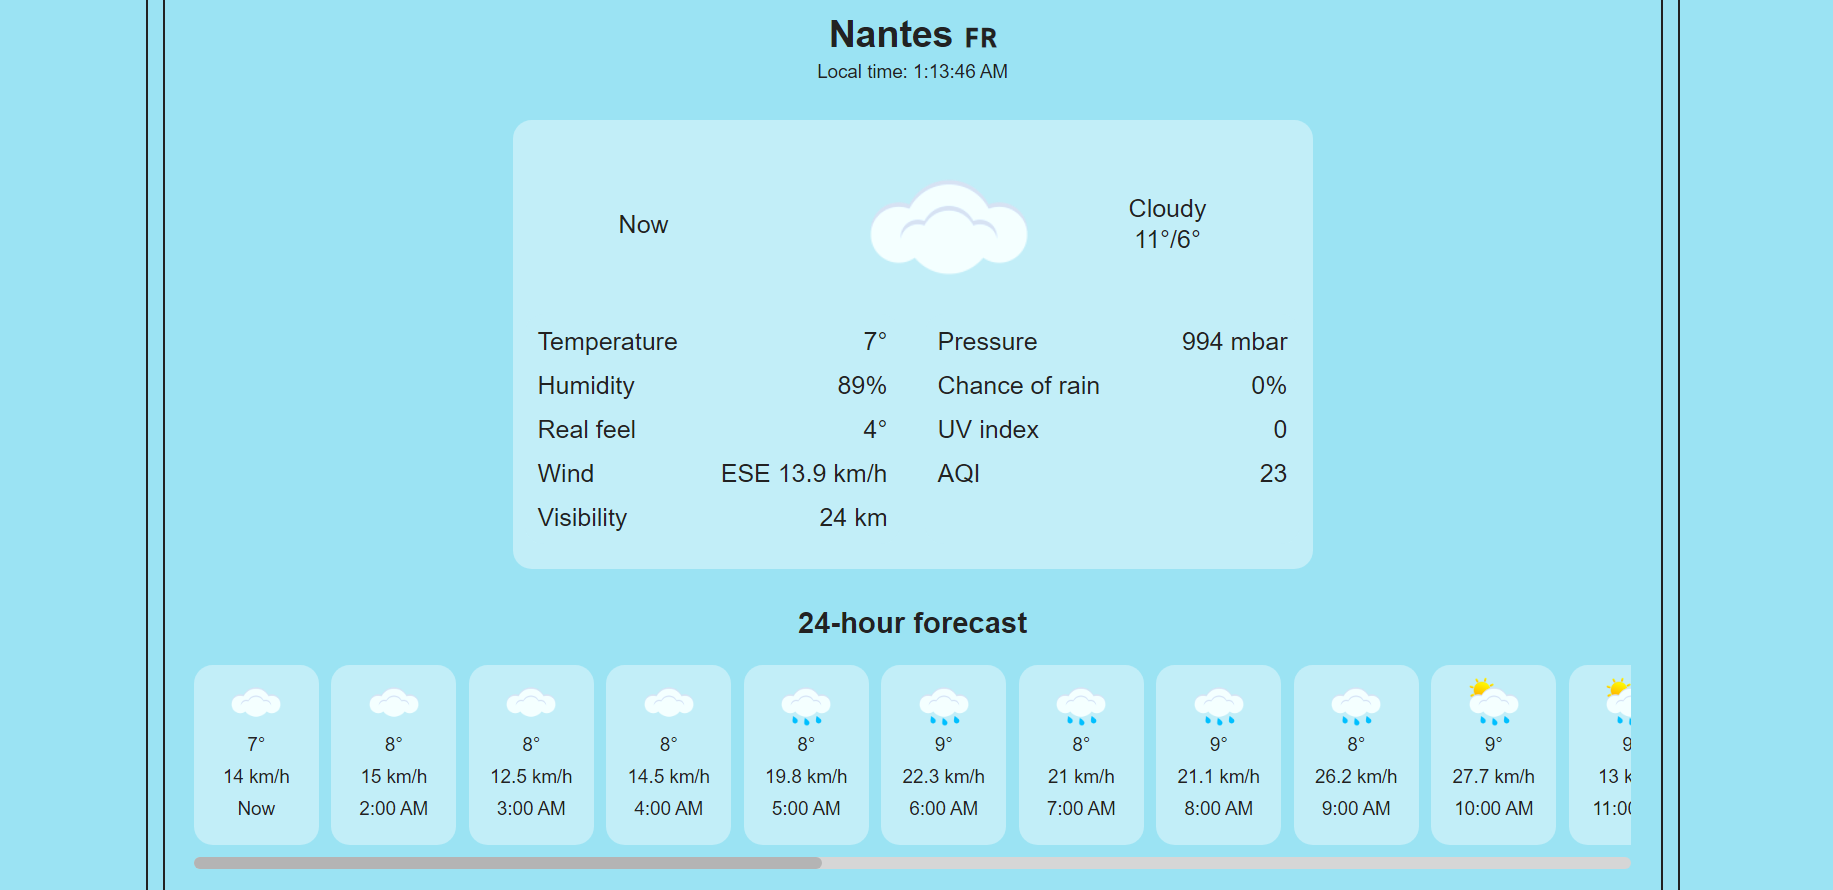 Nantes FR
Local time: 1:13:46 AM
Now
Cloudy
11°/6°
Temperature 7°
Humidity 89%
Real feel 4°
Wind ESE 13.9 km/h
Visibility 24 km
Pressure 994 mbar
Chance of rain 0%
UV index 0
AQI 23
24-hour forecast
7°
14 km/h
Now
8°
15 km/h
2:00 AM
8°
12.5 km/h
3:00 AM
8°
14.5 km/h
4:00 AM
8°
19.8 km/h
5:00 AM
9°
22.3 km/h
6:00 AM
8°
21 km/h
7:00 AM
9°
21.1 km/h
8:00 AM
8°
26.2 km/h
9:00 AM
9°
27.7 km/h
10:00 AM
9
13 k
11:00